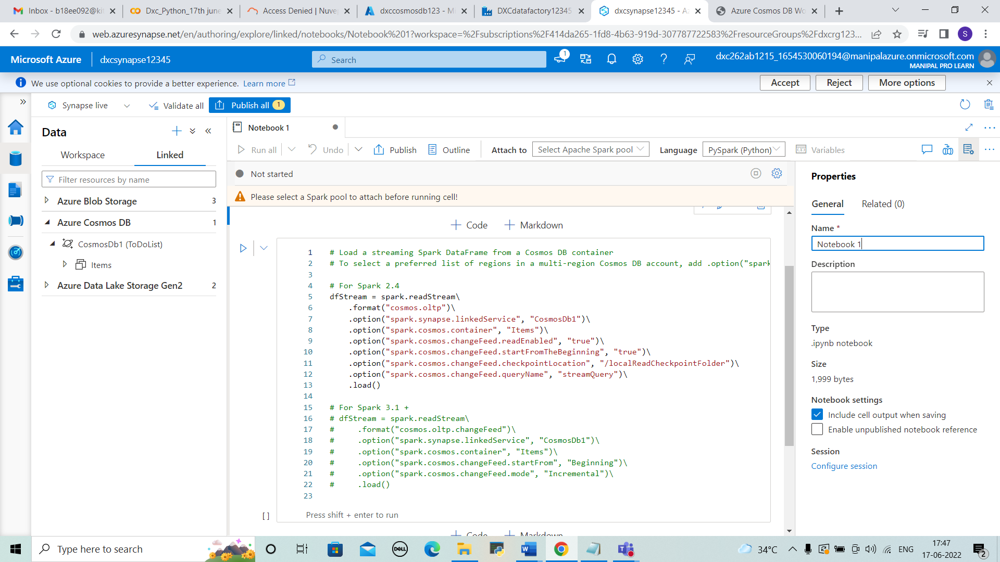 Inbox - b18ee092@kit
Dxc_Python_17th june
Access Denied | Nuvep
dxccosmosdb123 - Mi
DXCdatafactory12345
dxcsynapse12345 - Az
Azure Cosmos DB Wo
web.azuresynapse.net/en/authoring/explore/linked/notebooks/Notebook%201?workspace=%2Fsubscriptions%2F414da265-1fd8-4b63-919d-307787722583%2FresourceGroups%2Fdxcrg123...
S
Microsoft Azure
dxcsynapse12345
Search
1
dxc262ab1215_1654530060194@manipalazure.onmicrosoft.com
MANIPAL PRO LEARN
We use optional cookies to provide a better experience. Learn more
Accept
Reject
More options
Synapse live
Validate all
Publish all 1
Data
Workspace
Linked
Filter resources by name
Azure Blob Storage 3
Azure Cosmos DB 1
CosmosDb1 (ToDoList)
Items
Azure Data Lake Storage Gen2 2
Notebook 1
Run all
Undo
Publish
Outline
Attach to
Select Apache Spark pool
Language
PySpark (Python)
Variables
Not started
Please select a Spark pool to attach before running cell!
Code
Markdown
1 # Load a streaming Spark DataFrame from a Cosmos DB container
2 # To select a preferred list of regions in a multi-region Cosmos DB account, add .option("spark
3
4 # For Spark 2.4
5 dfStream = spark.readStream\
6 .format("cosmos.oltp")\
7 .option("spark.synapse.linkedService", "CosmosDb1")\
8 .option("spark.cosmos.container", "Items")\
9 .option("spark.cosmos.changeFeed.readEnabled", "true")\
10 .option("spark.cosmos.changeFeed.startFromTheBeginning", "true")\
11 .option("spark.cosmos.changeFeed.checkpointLocation", "/localReadCheckpointFolder")\
12 .option("spark.cosmos.changeFeed.queryName", "streamQuery")\
13 .load()
14
15 # For Spark 3.1 +
16 # dfStream = spark.readStream\
17 # .format("cosmos.oltp.changeFeed")\
18 # .option("spark.synapse.linkedService", "CosmosDb1")\
19 # .option("spark.cosmos.container", "Items")\
20 # .option("spark.cosmos.changeFeed.startFrom", "Beginning")\
21 # .option("spark.cosmos.changeFeed.mode", "Incremental")\
22 # .load()
23
[ ]
Press shift + enter to run
Code
Markdown
Properties
General
Related (0)
Name *
Notebook 1
Description
Type
.ipynb notebook
Size
1,999 bytes
Notebook settings
Include cell output when saving
Enable unpublished notebook reference
Session
Configure session
Type here to search
DELL
34°C
ENG
17:47
17-06-2022
2